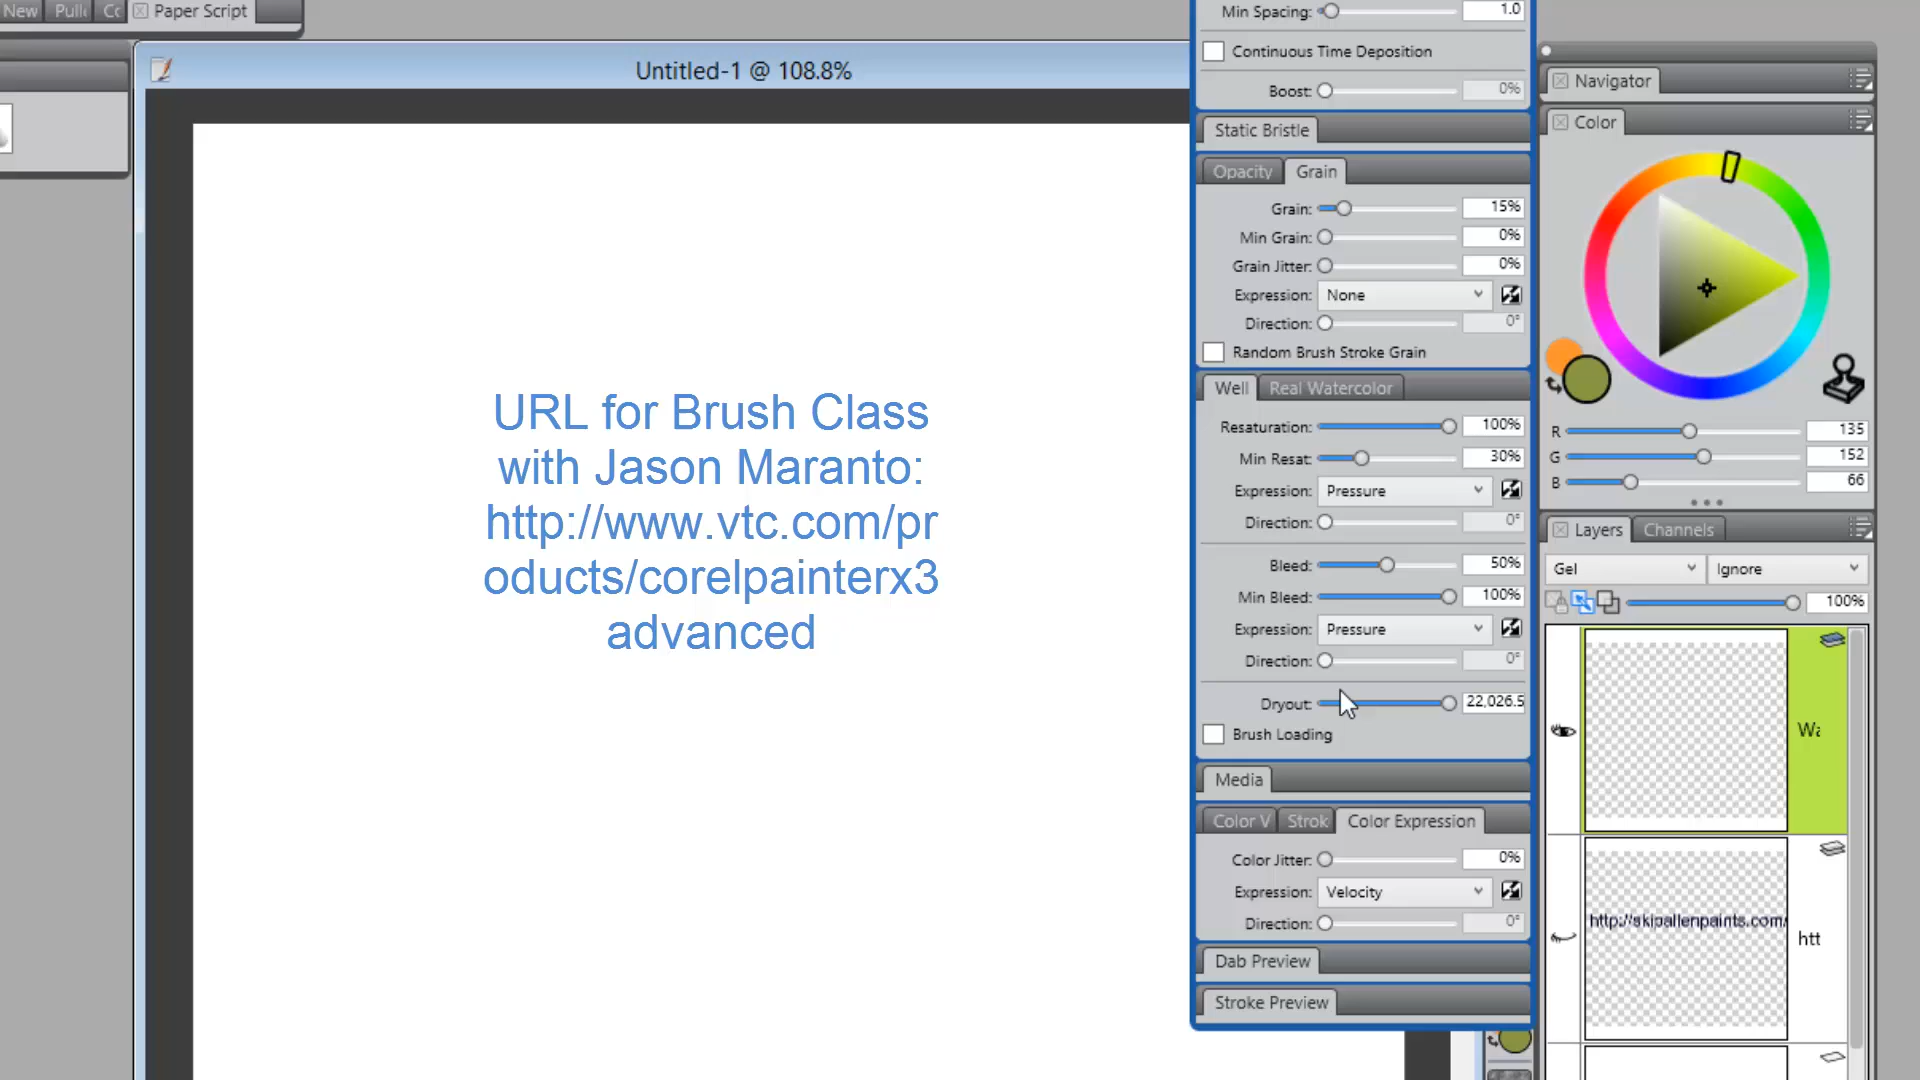 New
Pull
Paper Script
Untitled-1 @ 108.8%
URL for Brush Class
with Jason Maranto:
http://www.vtc.com/pr
oducts/corelpainterx3
advanced
Min Spacing: 1.0
Continuous Time Deposition
Boost: 0%
Static Bristle
Opacity Grain
Grain: 15%
Min Grain: 0%
Grain Jitter: 0%
Expression: None
Direction: 0°
Random Brush Stroke Grain
Well Real Watercolor
Resaturation: 100%
Min Resat: 30%
Expression: Pressure
Direction: 0°
Bleed: 50%
Min Bleed: 100%
Expression: Pressure
Direction: 0°
Dryout: 22,026.5
Brush Loading
Media
Color V Strok Color Expression
Color Jitter: 0%
Expression: Velocity
Direction: 0°
Dab Preview
Stroke Preview
Navigator
Color
R 135
G 152
B 66
Layers Channels
Gel Ignore
100%
Wa
http://skipallenpaints.com/
htt